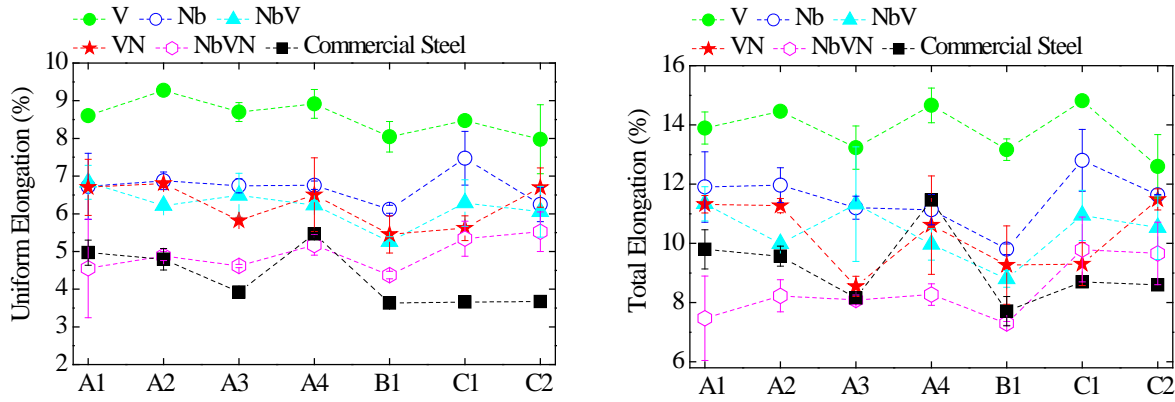 V Nb NbV
VN NbVN Commercial Steel
Uniform Elongation (%)
10
9
8
7
6
5
4
3
2
A1 A2 A3 A4 B1 C1 C2
V Nb NbV
VN NbVN Commercial Steel
Total Elongation (%)
16
14
12
10
8
6
A1 A2 A3 A4 B1 C1 C2